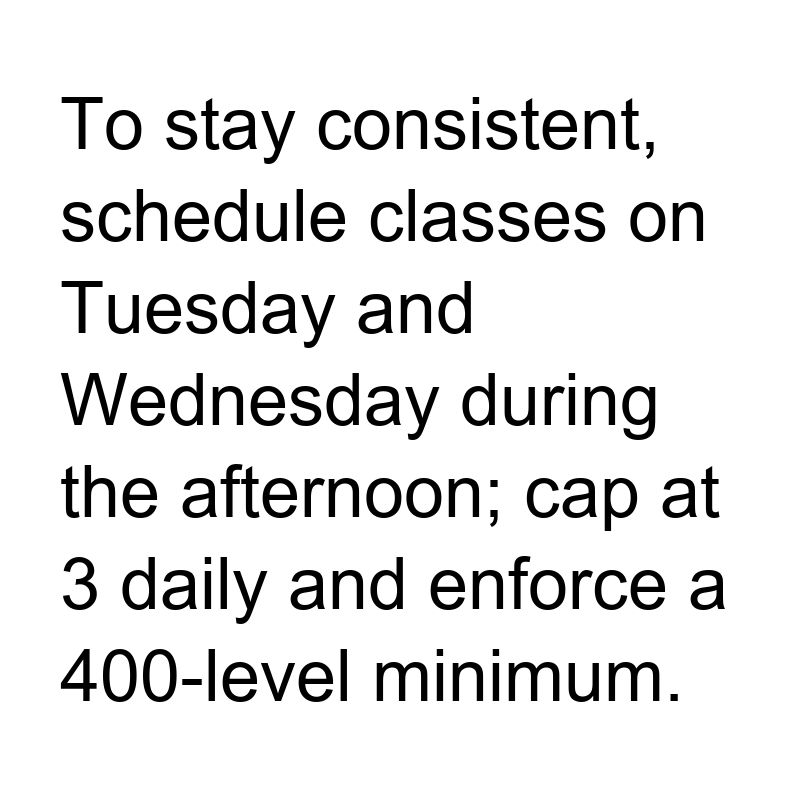 To stay consistent,
schedule classes on
Tuesday and
Wednesday during
the afternoon; cap at
3 daily and enforce a
400-level minimum.